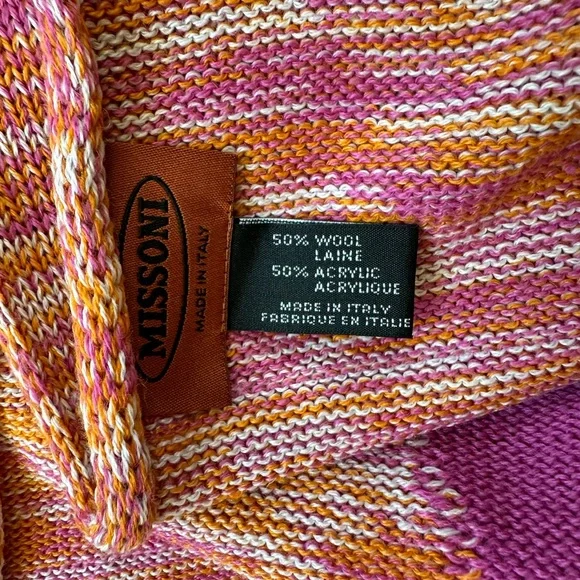 MISSONI
MADE IN ITALY
50% WOOL
LAINE
50% ACRYLIC
ACRYLIQUE
MADE IN ITALY
FABRIQUE EN ITALIE